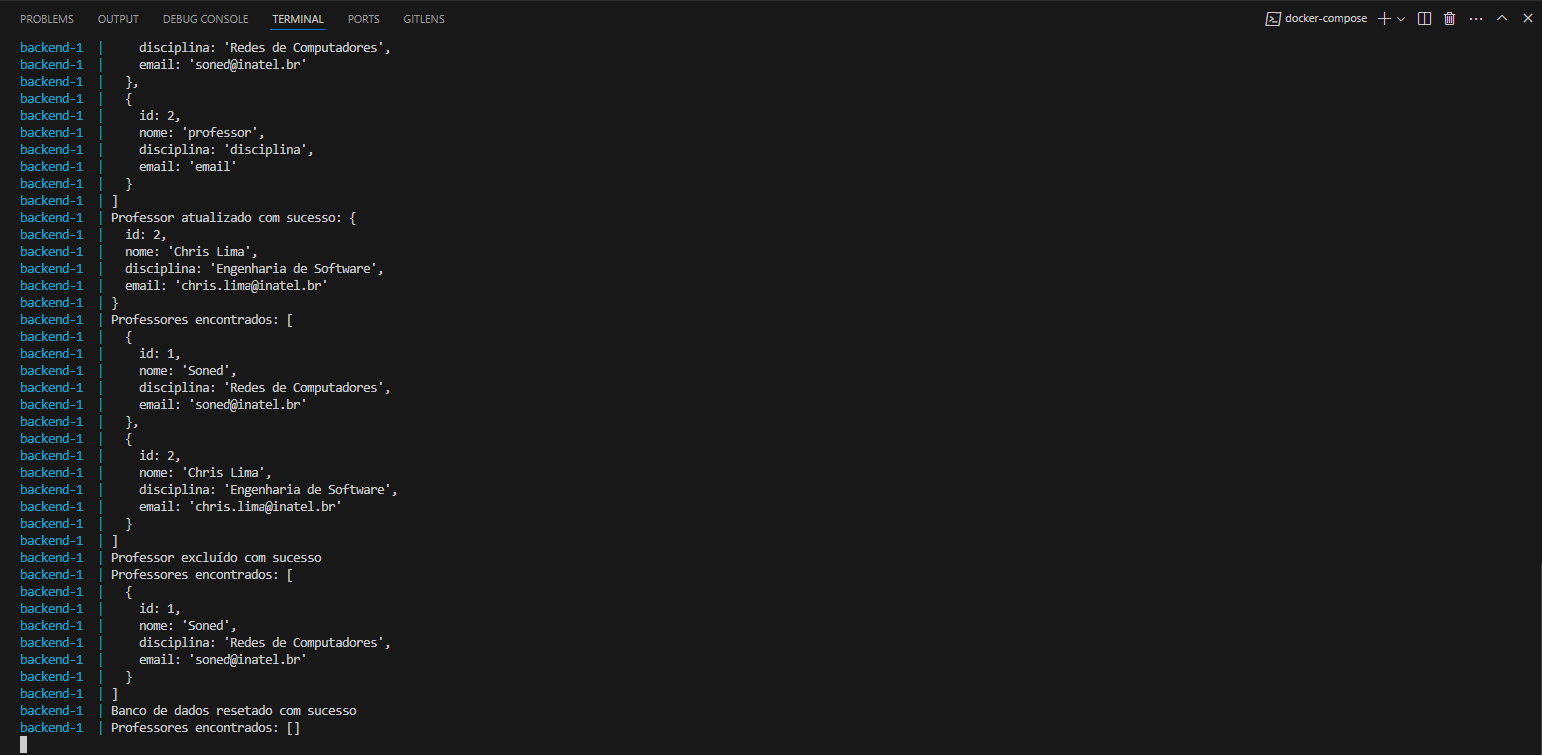 PROBLEMS OUTPUT DEBUG CONSOLE TERMINAL PORTS GITLENS docker-compose
backend-1 |     disciplina: 'Redes de Computadores',
backend-1 |     email: 'soned@inatel.br'
backend-1 |   },
backend-1 |   {
backend-1 |     id: 2,
backend-1 |     nome: 'professor',
backend-1 |     disciplina: 'disciplina',
backend-1 |     email: 'email'
backend-1 |   }
backend-1 | ]
backend-1 | Professor atualizado com sucesso: {
backend-1 |   id: 2,
backend-1 |   nome: 'Chris Lima',
backend-1 |   disciplina: 'Engenharia de Software',
backend-1 |   email: 'chris.lima@inatel.br'
backend-1 | }
backend-1 | Professores encontrados: [
backend-1 |   {
backend-1 |     id: 1,
backend-1 |     nome: 'Soned',
backend-1 |     disciplina: 'Redes de Computadores',
backend-1 |     email: 'soned@inatel.br'
backend-1 |   },
backend-1 |   {
backend-1 |     id: 2,
backend-1 |     nome: 'Chris Lima',
backend-1 |     disciplina: 'Engenharia de Software',
backend-1 |     email: 'chris.lima@inatel.br'
backend-1 |   }
backend-1 | ]
backend-1 | Professor excluído com sucesso
backend-1 | Professores encontrados: [
backend-1 |   {
backend-1 |     id: 1,
backend-1 |     nome: 'Soned',
backend-1 |     disciplina: 'Redes de Computadores',
backend-1 |     email: 'soned@inatel.br'
backend-1 |   }
backend-1 | ]
backend-1 | Banco de dados resetado com sucesso
backend-1 | Professores encontrados: []